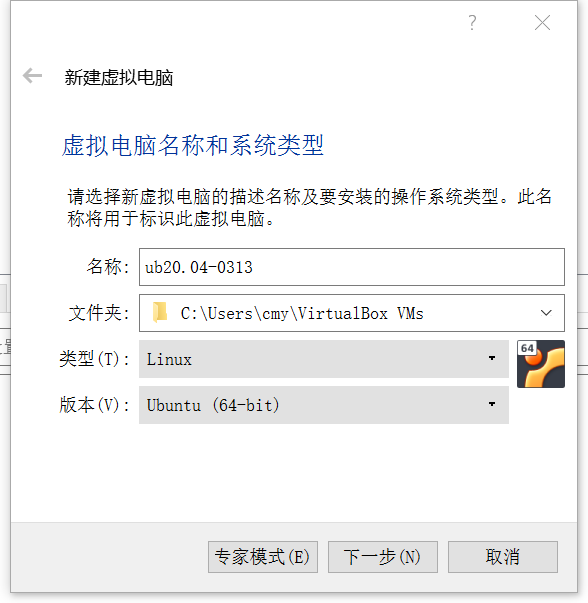 ?
新建虚拟电脑
虚拟电脑名称和系统类型
请选择新虚拟电脑的描述名称及要安装的操作系统类型。此名
称将用于标识此虚拟电脑。
名称: ub20.04-0313
文件夹: C:\Users\cmy\VirtualBox VMs
类型(T): Linux
64
版本(V): Ubuntu (64-bit)
专家模式(E) 下一步(N) 取消